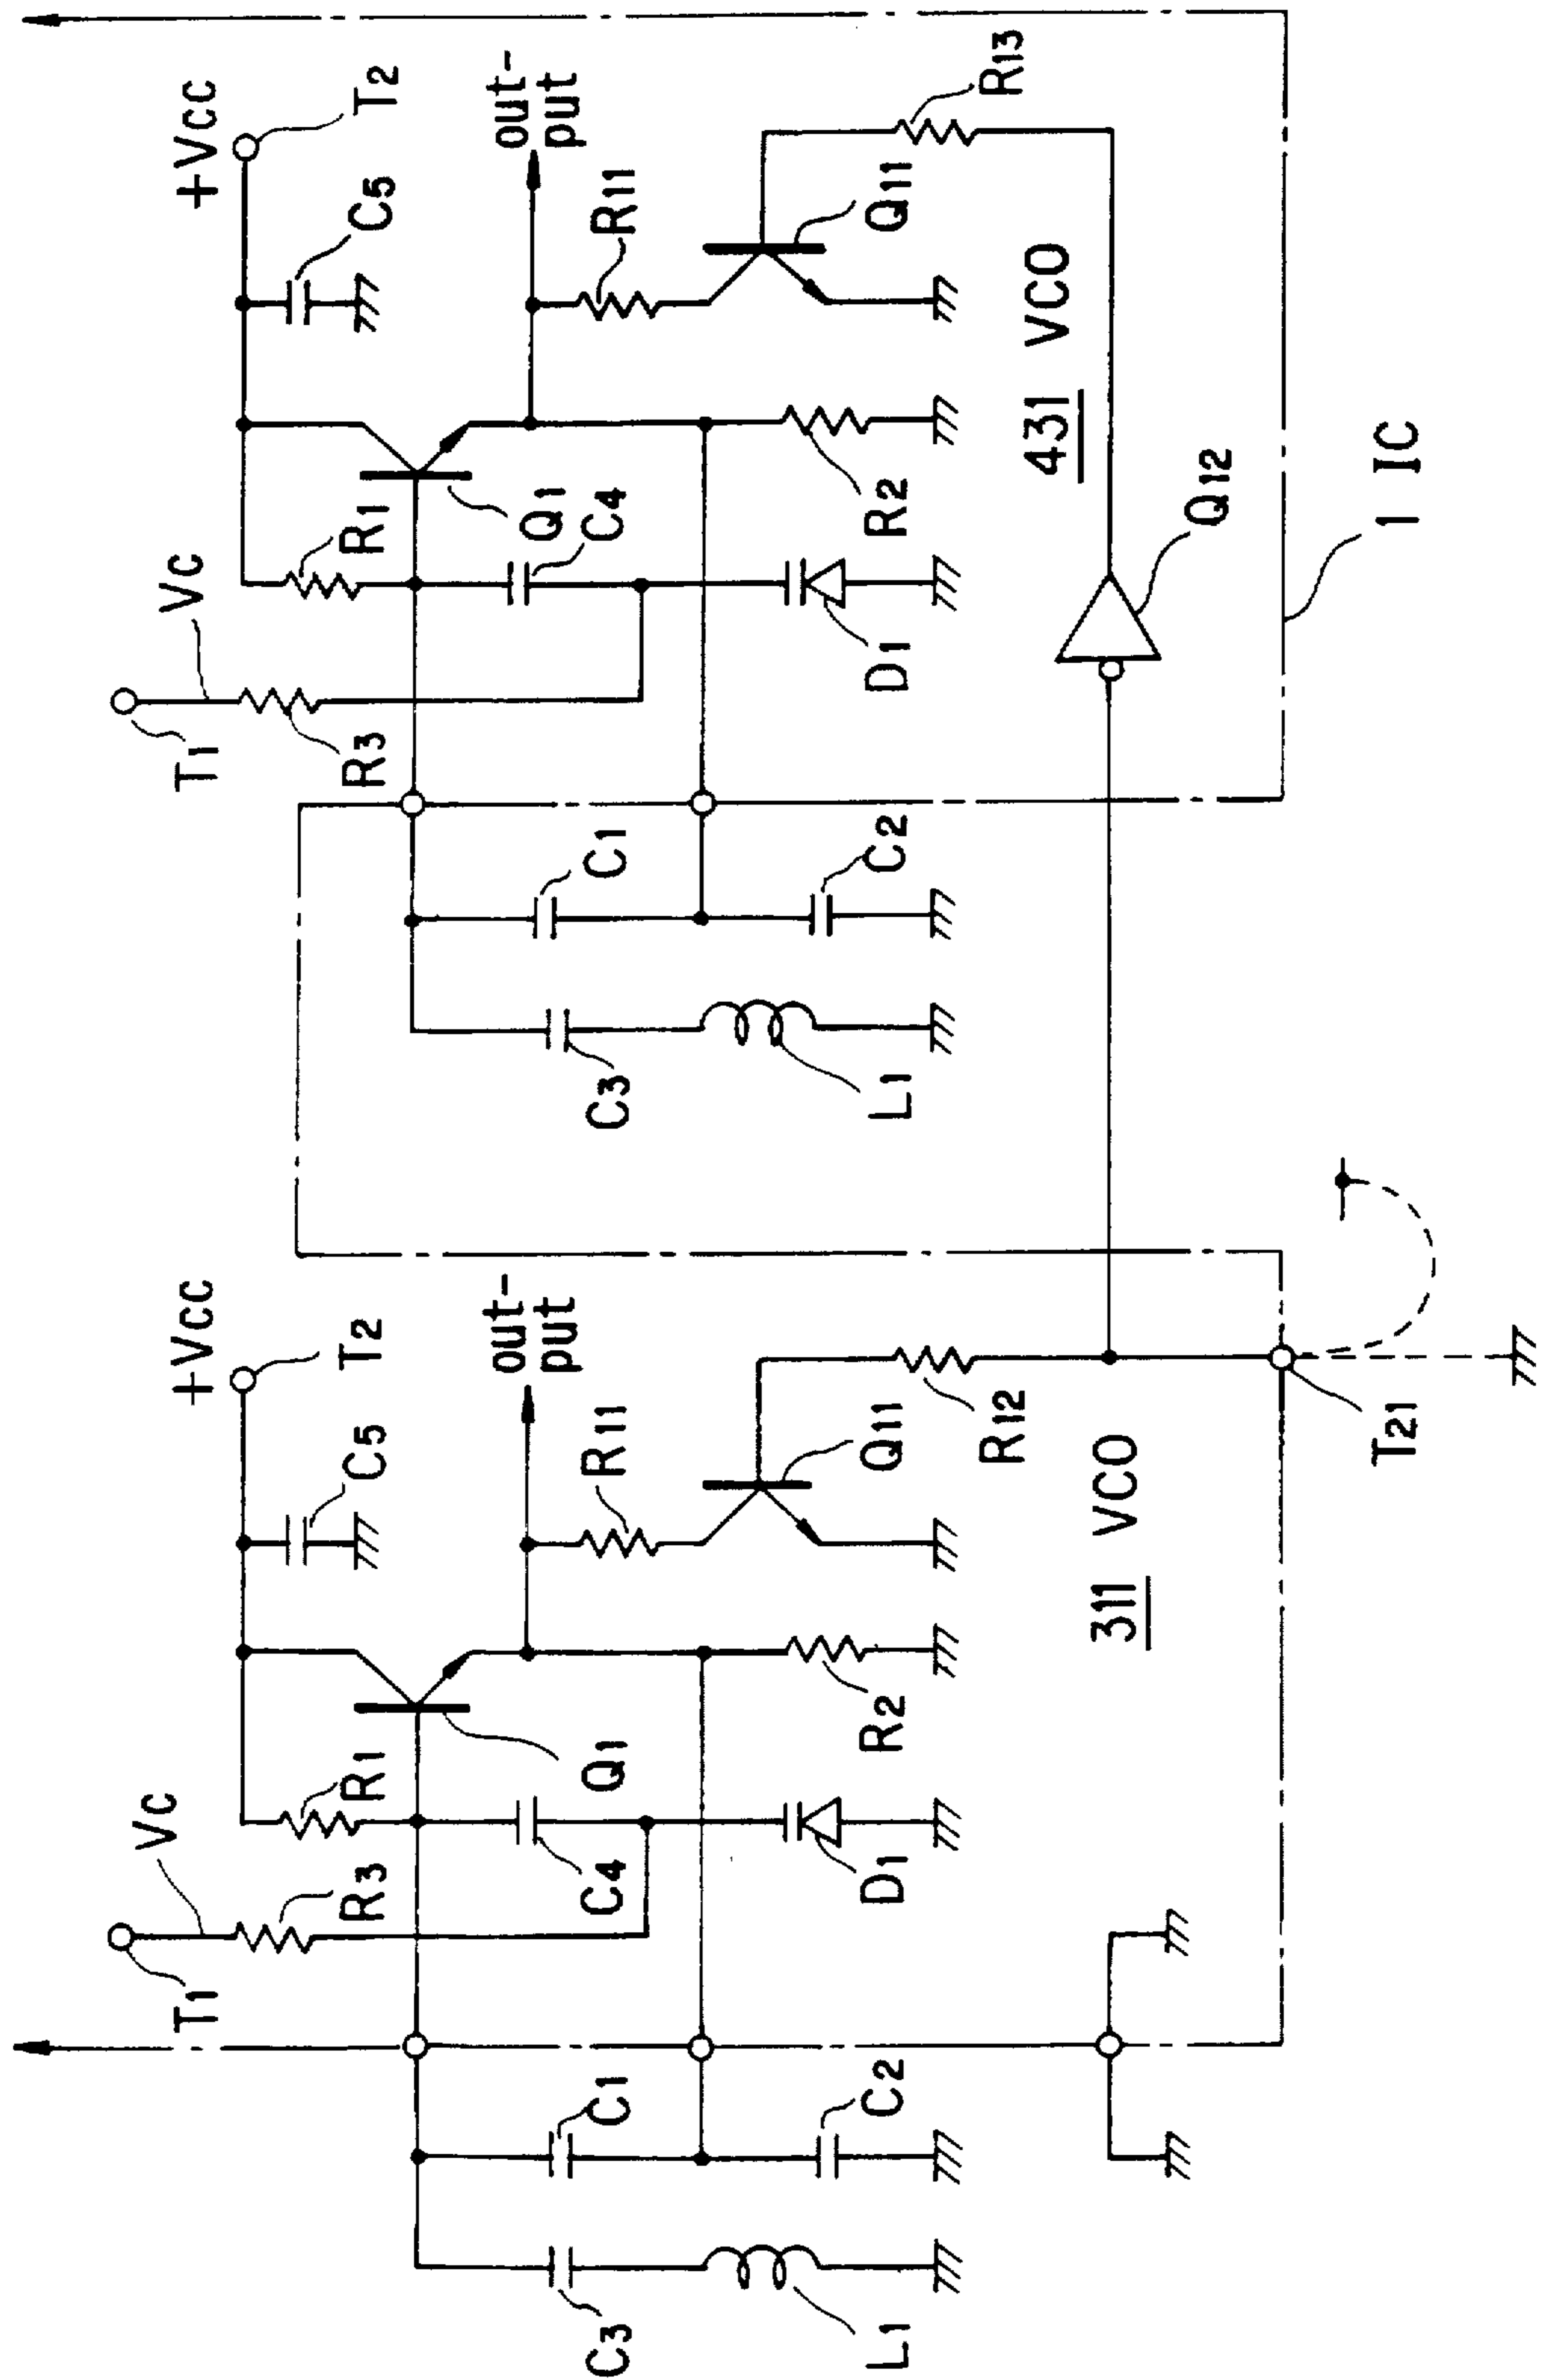 T1
VC
R3
R1
Q1
C4
D1
R2
+VCC
T2
C5
out-
put
R11
Q11
R12
311 VCO
T21
C1
C2
C3
L1
T1
VC
R3
R1
Q1
C4
D1
R2
+VCC
T2
C5
out-
put
R11
Q11
R13
431 VCO
Q12
1 IC
C1
C2
C3
L1